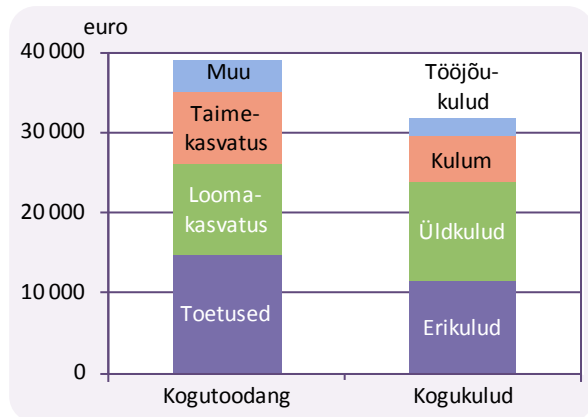 euro
40 000
30 000
20 000
10 000
0
Muu
Taime-
kasvatus
Looma-
kasvatus
Toetused
Tööjõu-
kulud
Kulum
Üldkulud
Erikulud
Kogutoodang
Kogukulud